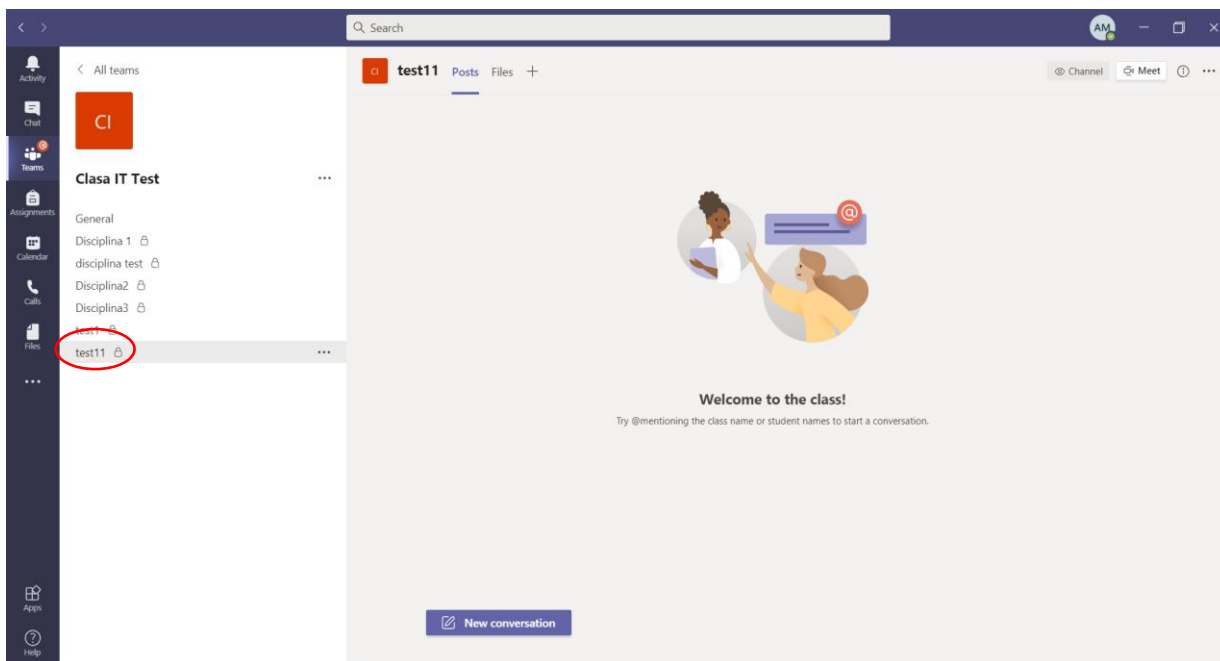 Search
AM
Activity
Chat
Teams
Assignments
Calendar
Calls
Files
Apps
Help
All teams
CI
Clasa IT Test
General
Disciplina 1
disciplina test
Disciplina2
Disciplina3
test1
test11
CI test11 Posts Files
Channel Meet
@
Welcome to the class!
Try @mentioning the class name or student names to start a conversation.
New conversation